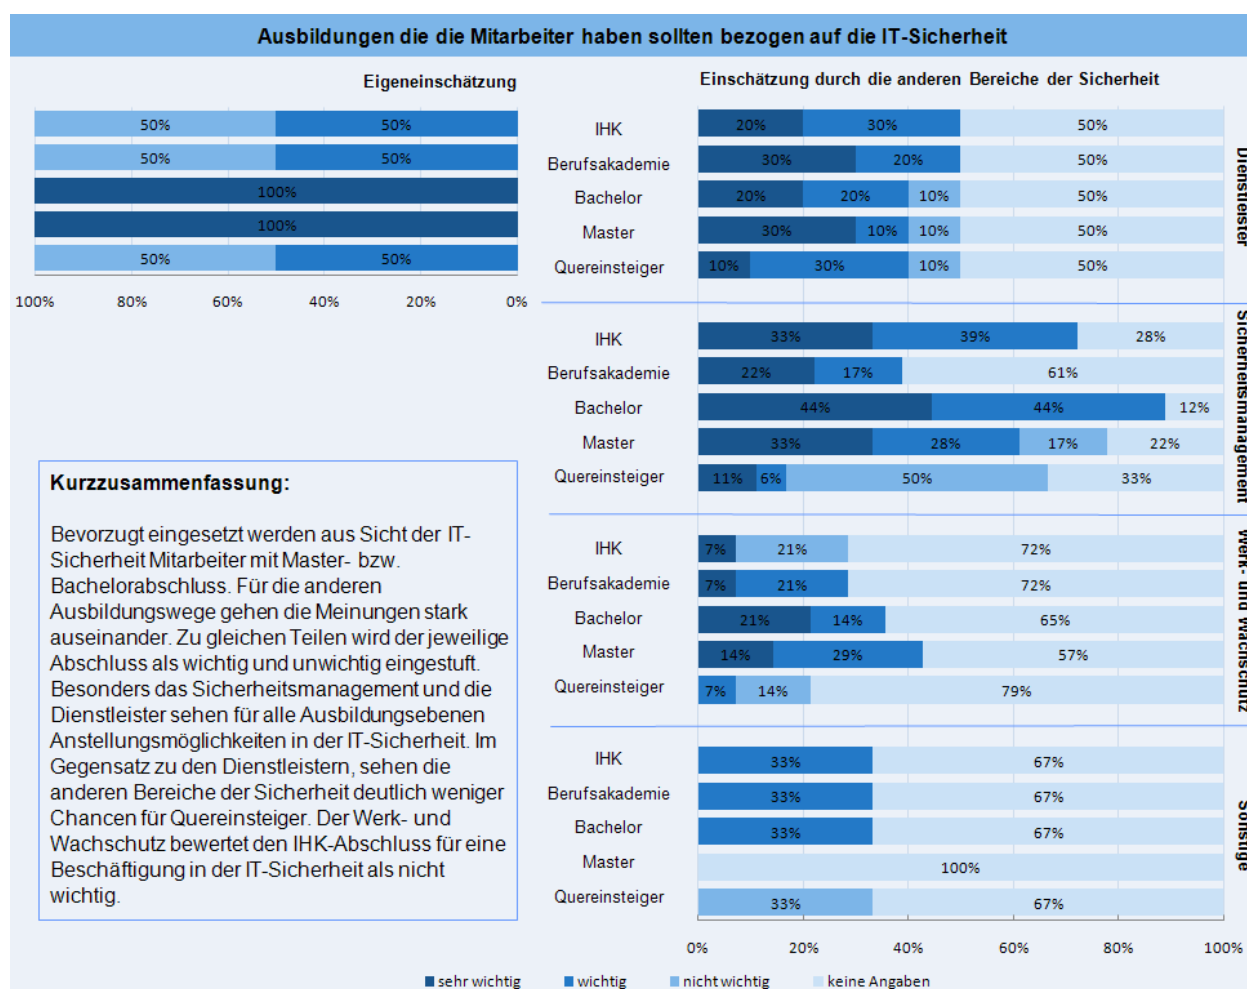 Ausbildungen die die Mitarbeiter haben sollten bezogen auf die IT-Sicherheit
Eigeneinschätzung
50% 50%
50% 50%
100%
100%
50% 50%
100% 80% 60% 40% 20% 0%
Kurzzusammenfassung:
Bevorzugt eingesetzt werden aus Sicht der IT-
Sicherheit Mitarbeiter mit Master- bzw.
Bachelorabschluss. Für die anderen
Ausbildungswege gehen die Meinungen stark
auseinander. Zu gleichen Teilen wird der jeweilige
Abschluss als wichtig und unwichtig eingestuft.
Besonders das Sicherheitsmanagement und die
Dienstleister sehen für alle Ausbildungsebenen
Anstellungsmöglichkeiten in der IT-Sicherheit. Im
Gegensatz zu den Dienstleistern, sehen die
anderen Bereiche der Sicherheit deutlich weniger
Chancen für Quereinsteiger. Der Werk- und
Wachschutz bewertet den IHK-Abschluss für eine
Beschäftigung in der IT-Sicherheit als nicht
wichtig.
Einschätzung durch die anderen Bereiche der Sicherheit
IHK 20% 30% 50%
Berufsakademie 30% 20% 50%
Bachelor 20% 20% 10% 50%
Master 30% 10% 10% 50%
Quereinsteiger 10% 30% 10% 50%
Dienstleister
IHK 33% 39% 28%
Berufsakademie 22% 17% 61%
Bachelor 44% 44% 12%
Master 33% 28% 17% 22%
Quereinsteiger 11% 6% 50% 33%
Sicherheitsmanagement
IHK 7% 21% 72%
Berufsakademie 7% 21% 72%
Bachelor 21% 14% 65%
Master 14% 29% 57%
Quereinsteiger 7% 14% 79%
Werk- und Wachschutz
IHK 33% 67%
Berufsakademie 33% 67%
Bachelor 33% 67%
Master 100%
Quereinsteiger 33% 67%
Sonstige
0% 20% 40% 60% 80% 100%
sehr wichtig wichtig nicht wichtig keine Angaben